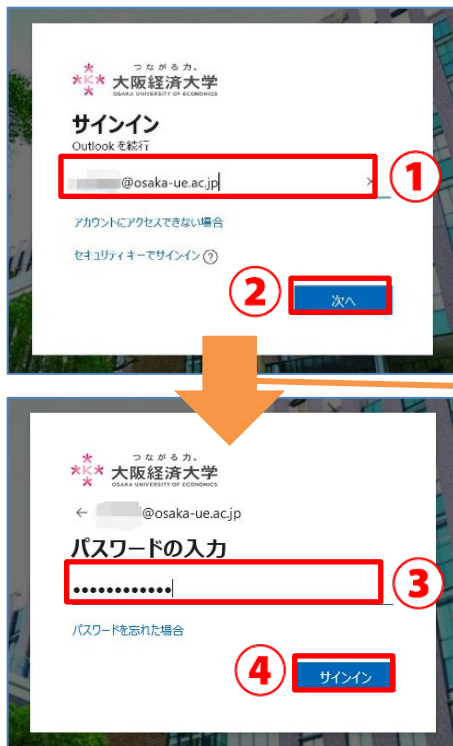 つながる力。
大阪経済大学
OSAKA UNIVERSITY OF ECONOMICS
サインイン
Outlook を続行
@osaka-ue.ac.jp ×
①
アカウントにアクセスできない場合
セキュリティ キーでサインイン ?
② 次へ
つながる力。
大阪経済大学
OSAKA UNIVERSITY OF ECONOMICS
← @osaka-ue.ac.jp
パスワードの入力
••••••••••••
③
パスワードを忘れた場合
④ サインイン